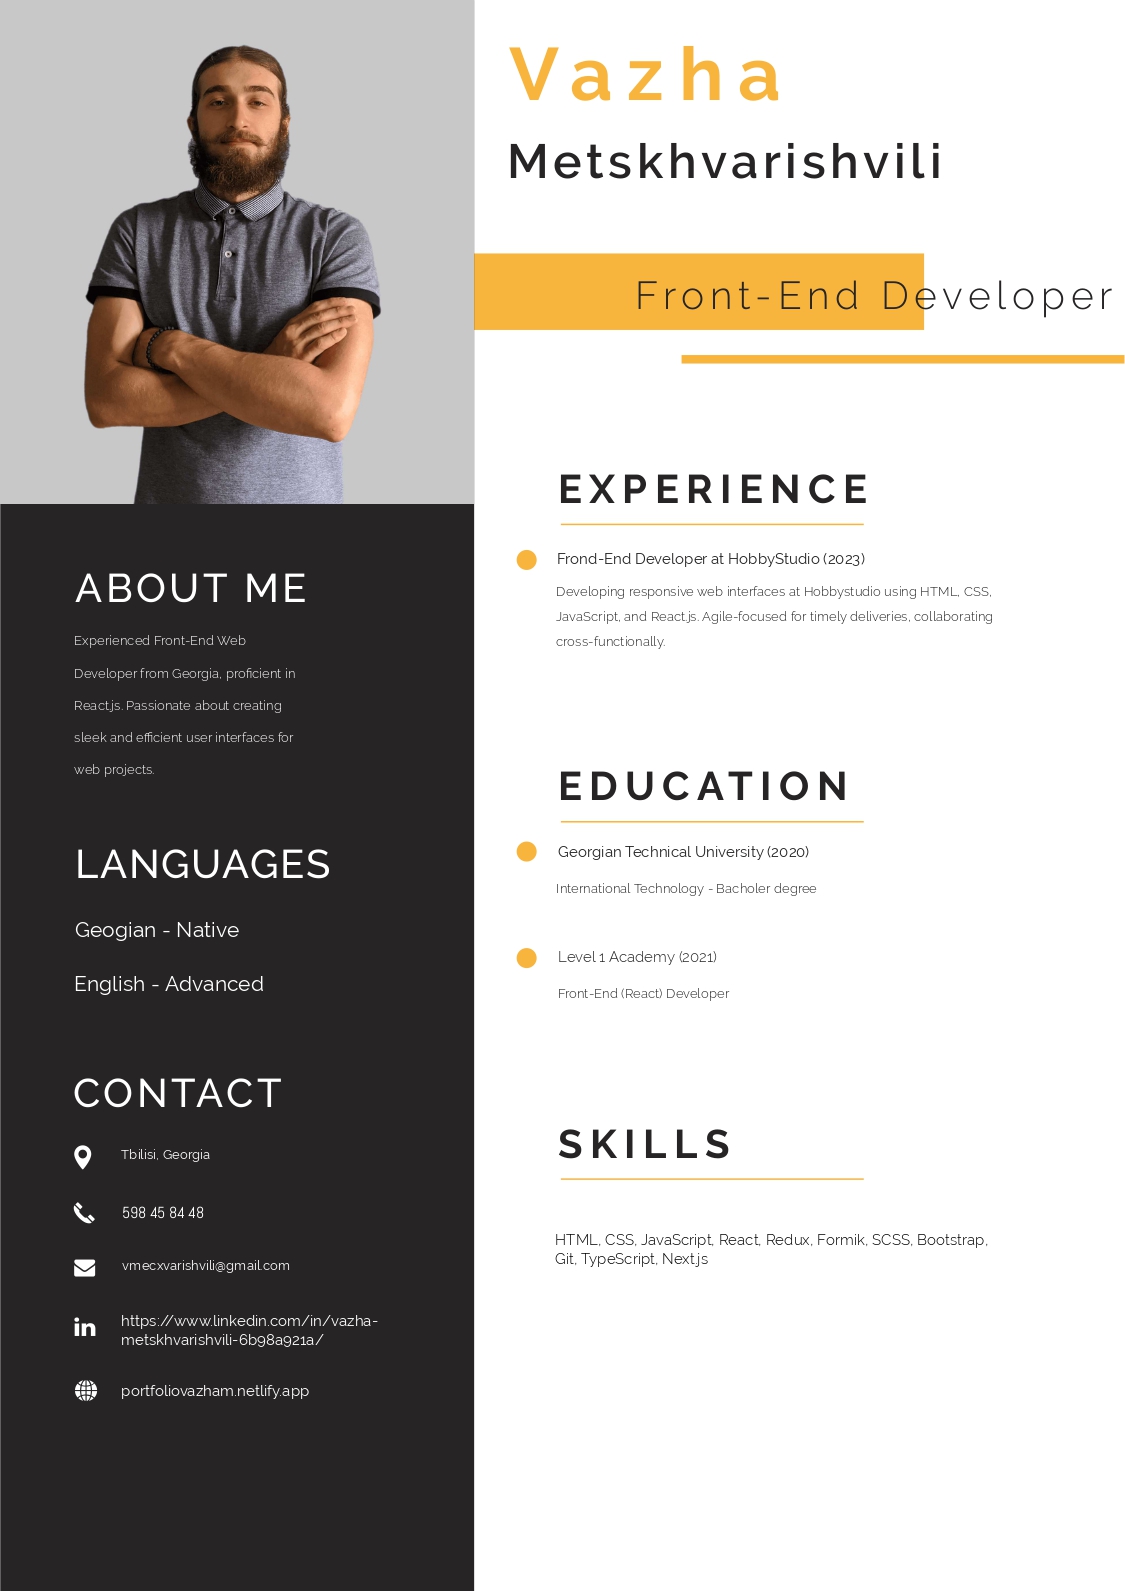 Vazha
Metskhvarishvili
Front-End Developer
ABOUT ME
Experienced Front-End Web
Developer from Georgia, proficient in
React.js. Passionate about creating
sleek and efficient user interfaces for
web projects.
LANGUAGES
Geogian - Native
English - Advanced
CONTACT
Tbilisi, Georgia
598 45 84 48
vmecxvarishvili@gmail.com
in
https://www.linkedin.com/in/vazha-
metskhvarishvili-6b98a921a/
portfoliovazham.netlify.app
EXPERIENCE
Frond-End Developer at HobbyStudio (2023)
Developing responsive web interfaces at Hobbystudio using HTML, CSS,
JavaScript, and React.js. Agile-focused for timely deliveries, collaborating
cross-functionally.
EDUCATION
Georgian Technical University (2020)
International Technology - Bacholer degree
Level 1 Academy (2021)
Front-End (React) Developer
SKILLS
HTML, CSS, JavaScript, React, Redux, Formik, SCSS, Bootstrap,
Git, TypeScript, Next.js